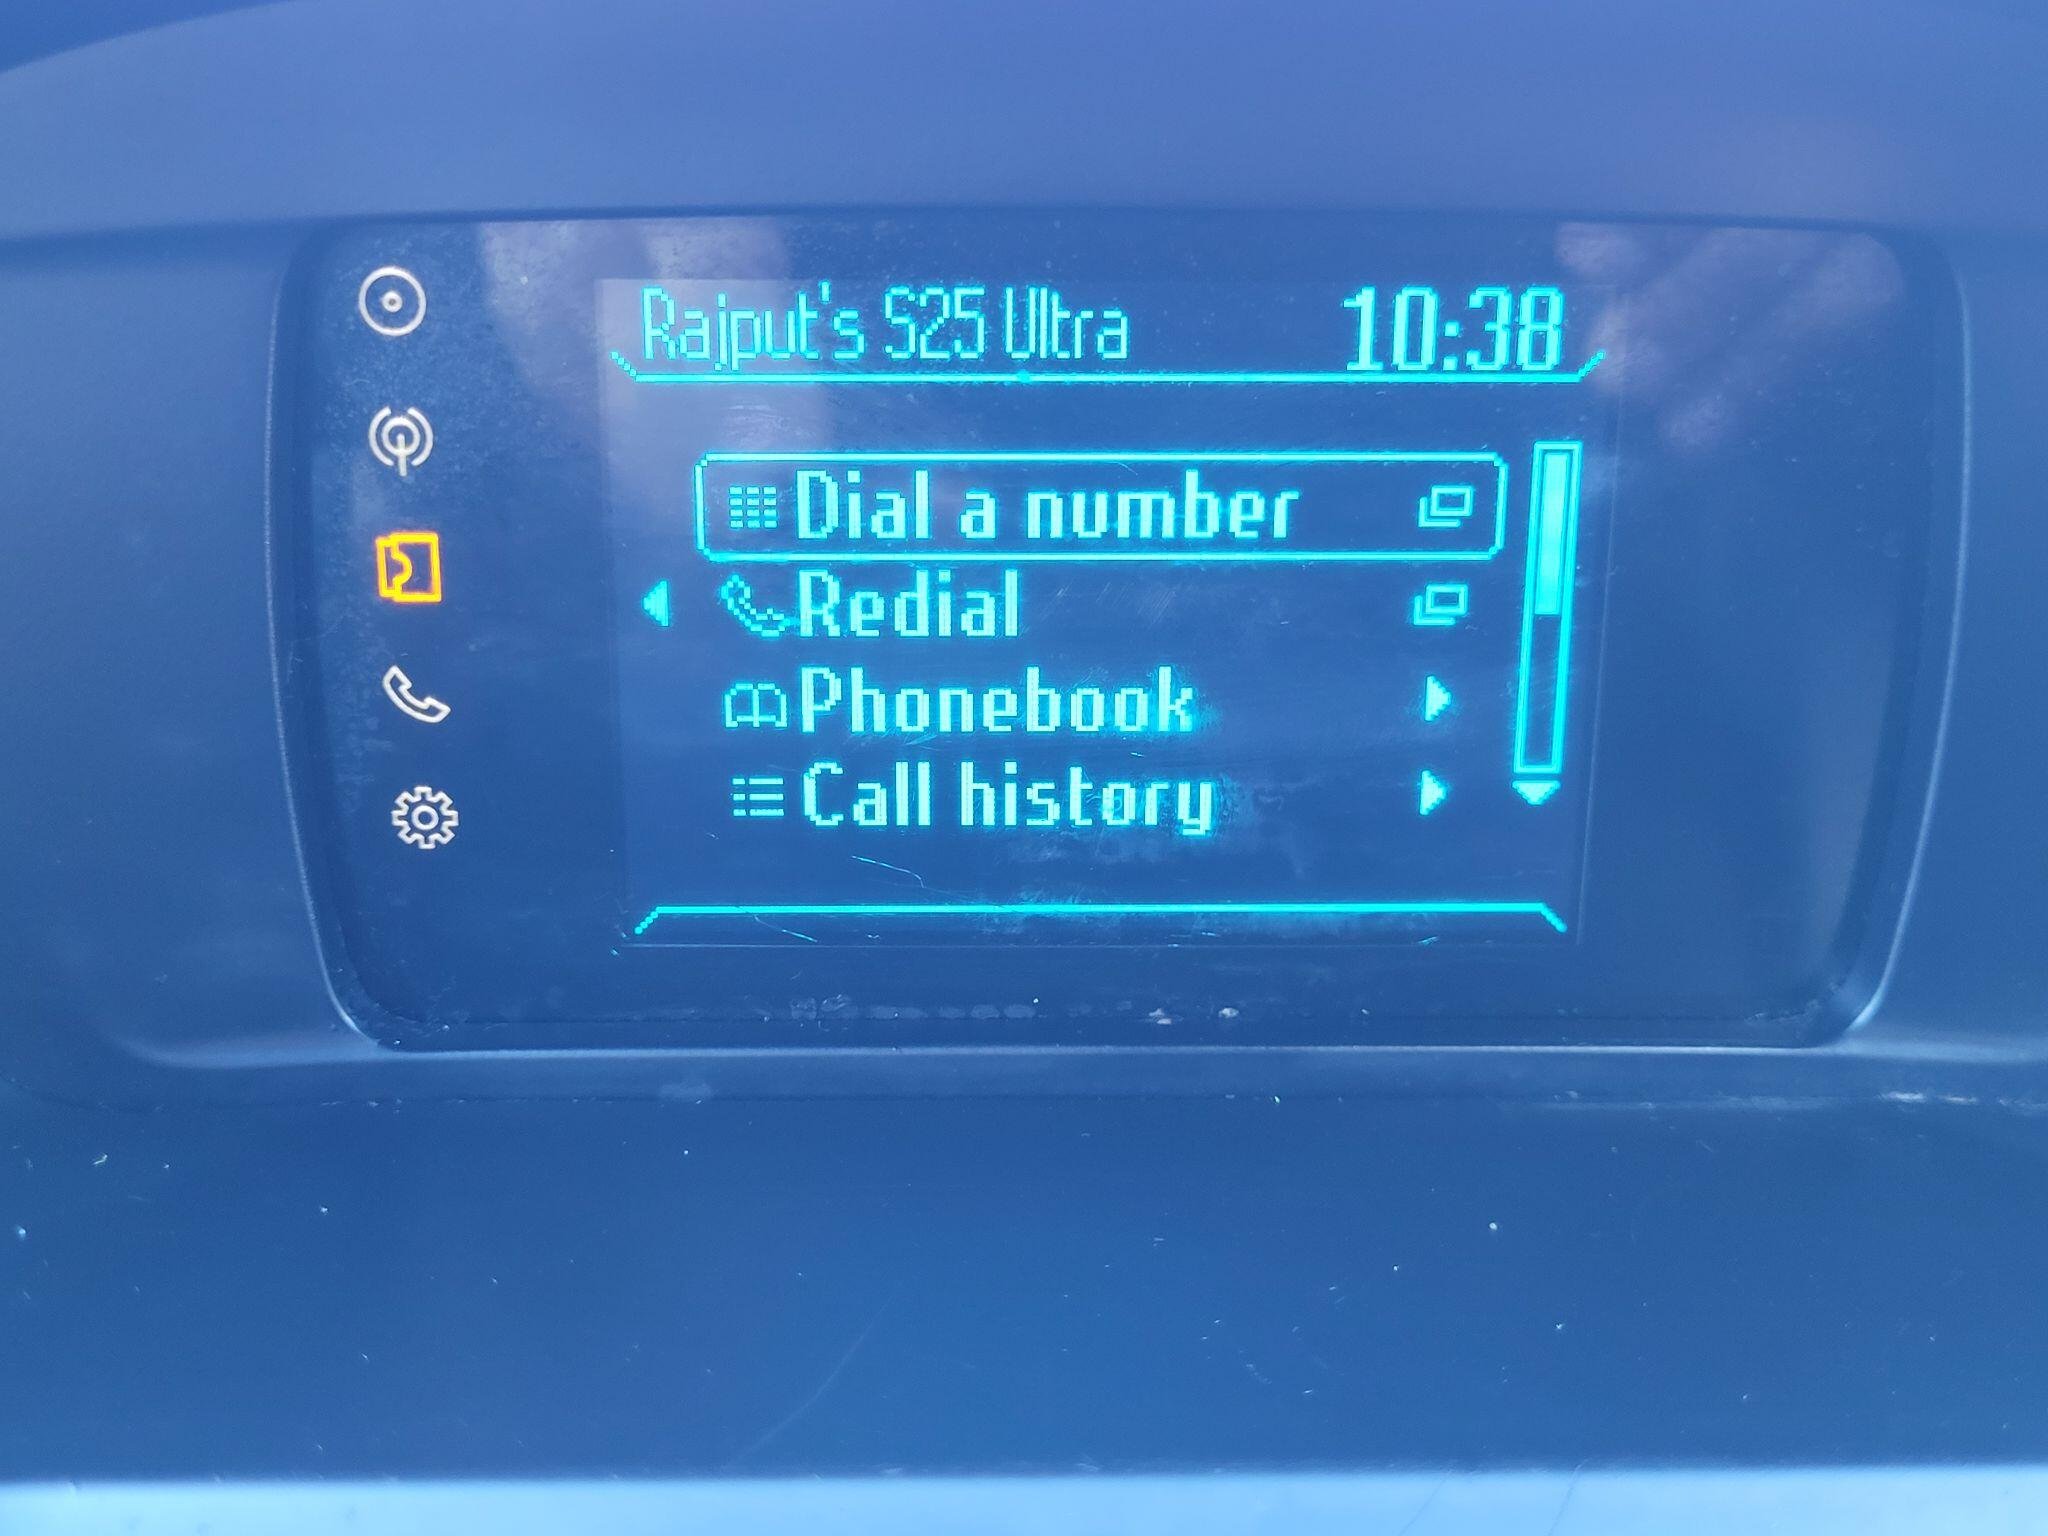 Rajput's S25 Ultra 10:38
Dial a number
Redial
Phonebook
Call history